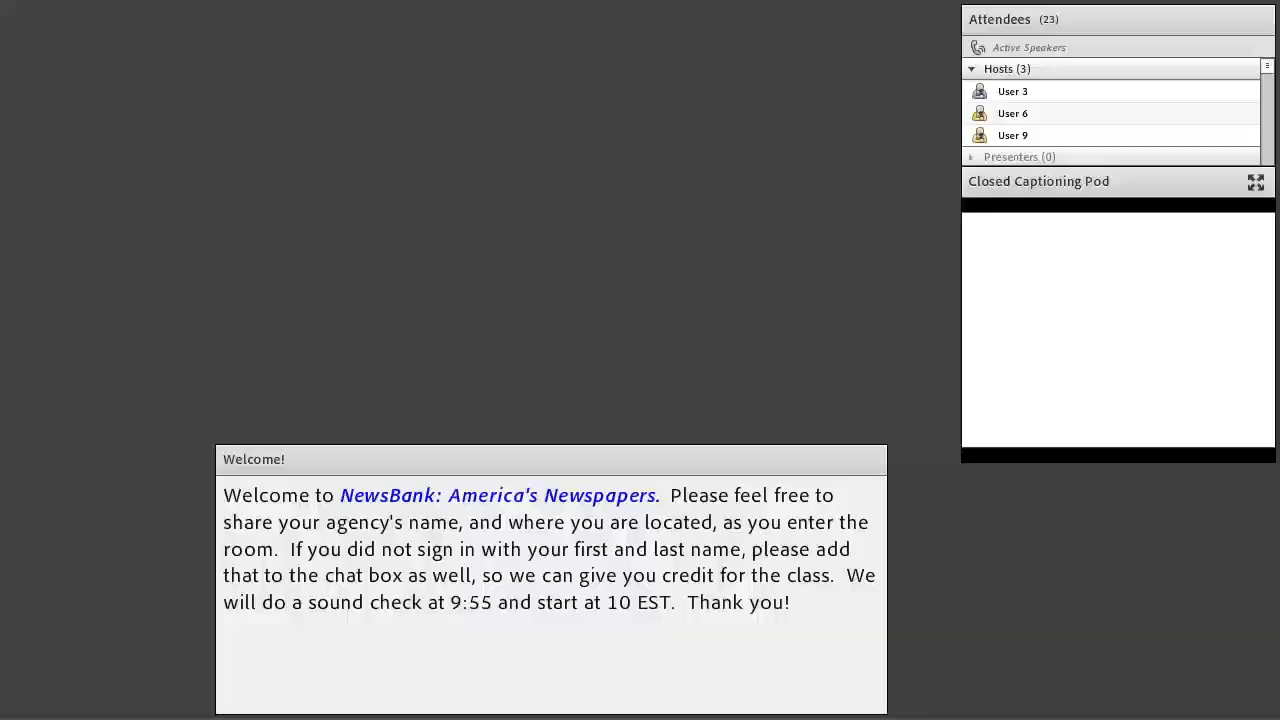 Attendees (23)
Active Speakers
Hosts (3)
User 3
User 6
User 9
Presenters (0)
Closed Captioning Pod
Welcome!
Welcome to NewsBank: America's Newspapers. Please feel free to
share your agency's name, and where you are located, as you enter the
room. If you did not sign in with your first and last name, please add
that to the chat box as well, so we can give you credit for the class. We
will do a sound check at 9:55 and start at 10 EST. Thank you!